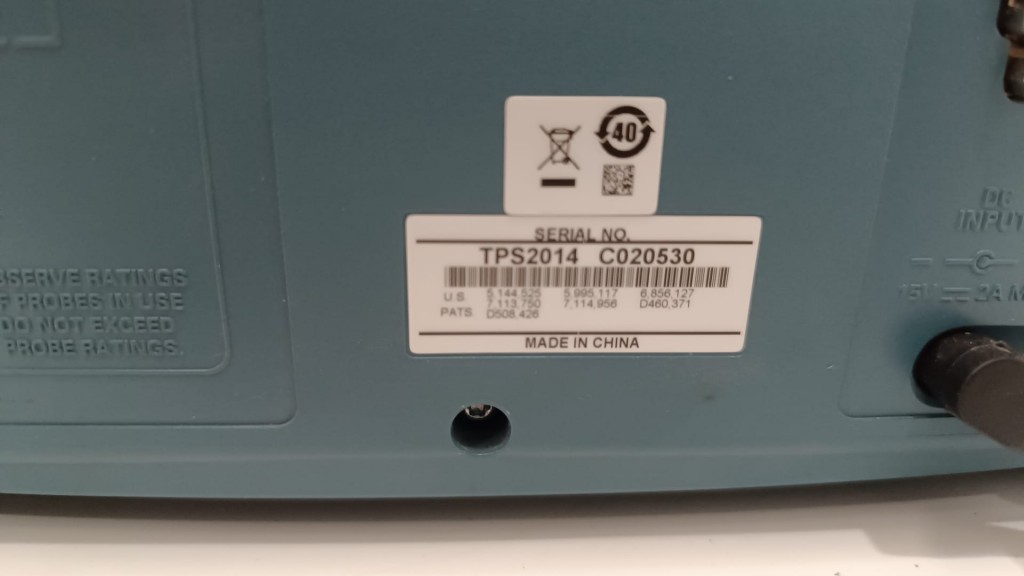 40
SERIAL NO.
TPS2014 C020530
U.S. 5,144,525 5,995,117 6,856,127
PATS. 7,113,750 7,114,956 D460,371
D508,426
MADE IN CHINA
BSERVE RATINGS
F PROBES IN USE
DO NOT EXCEED
PROBE RATINGS.
DC
INPUT
15V 2A M